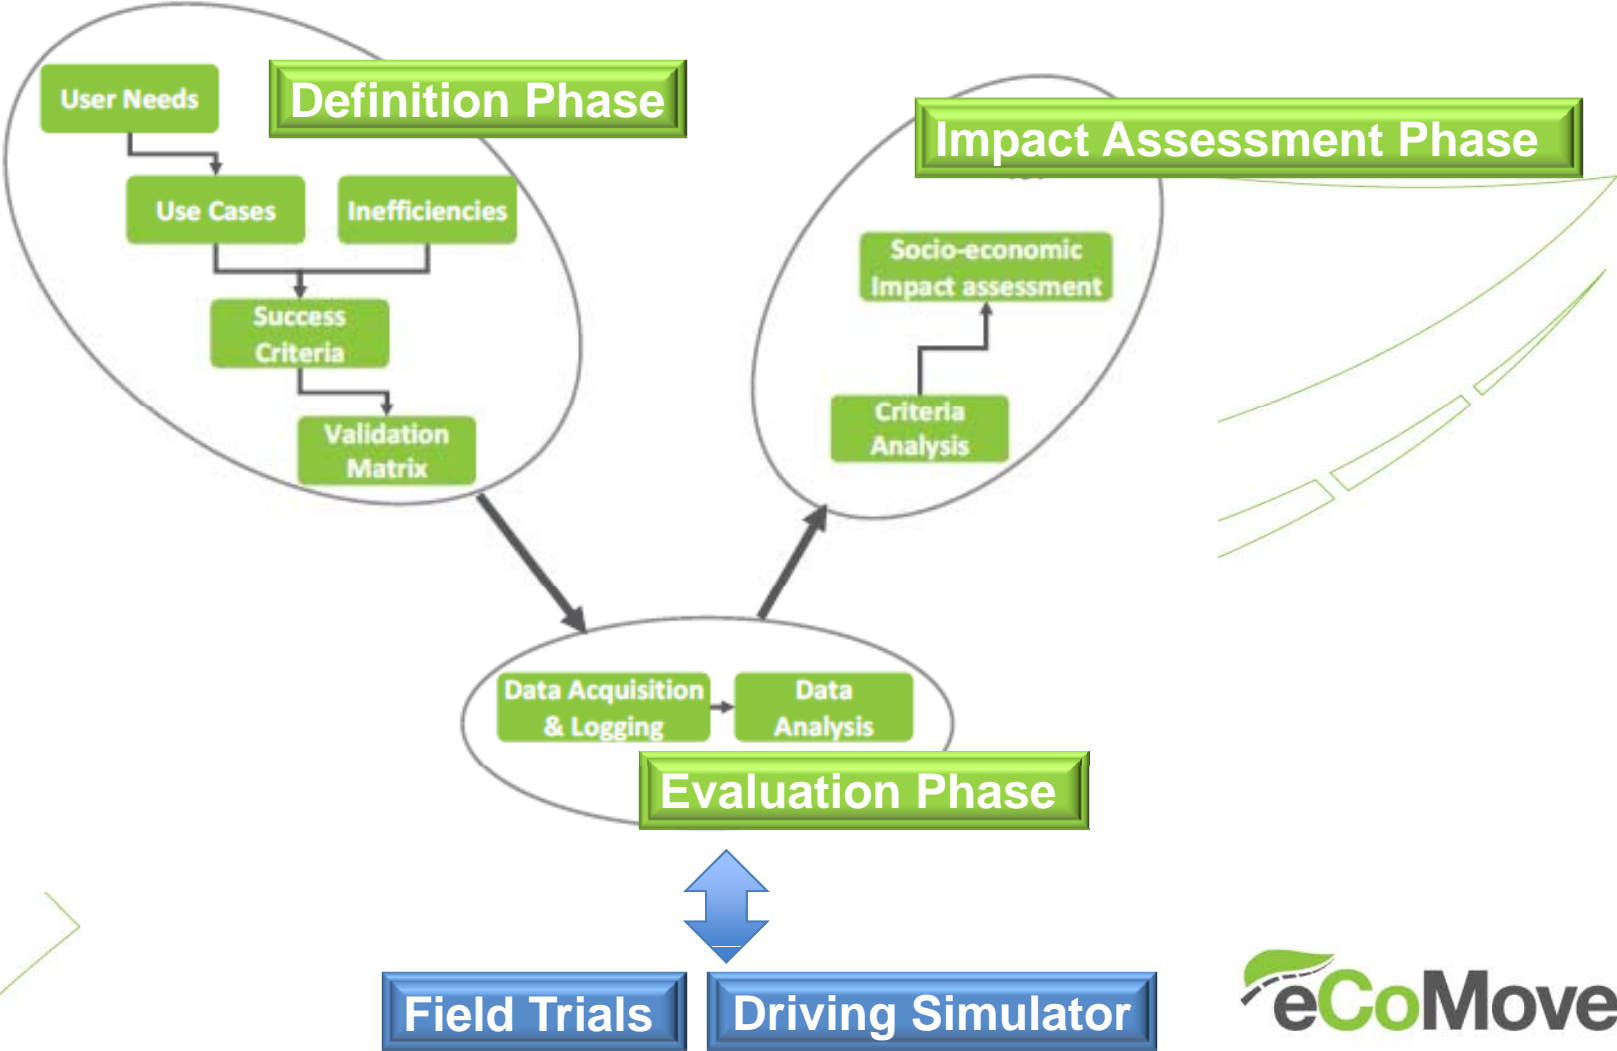 Definition Phase
User Needs
Use Cases
Inefficiencies
Success
Criteria
Validation
Matrix
Impact Assessment Phase
Socio-economic
Impact assessment
Criteria
Analysis
Data Acquisition
& Logging
Data
Analysis
Evaluation Phase
Field Trials
Driving Simulator
eCoMove